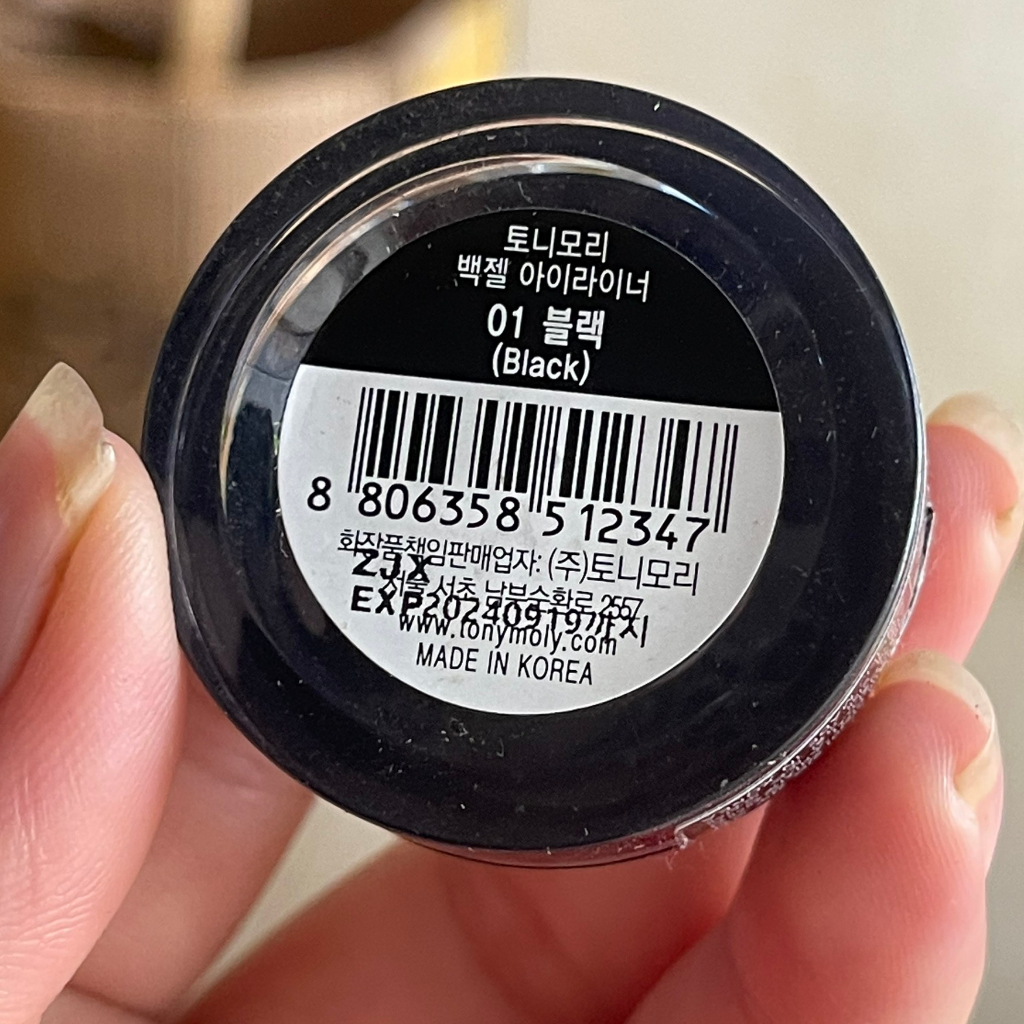 토니모리
백젤 아이라이너
01 블랙
(Black)
8 806358 512347
화장품책임판매업자: (주)토니모리
ZJX
서울 서초 남부순환로 2557
EXP20240919까지
www.tonymoly.com
MADE IN KOREA